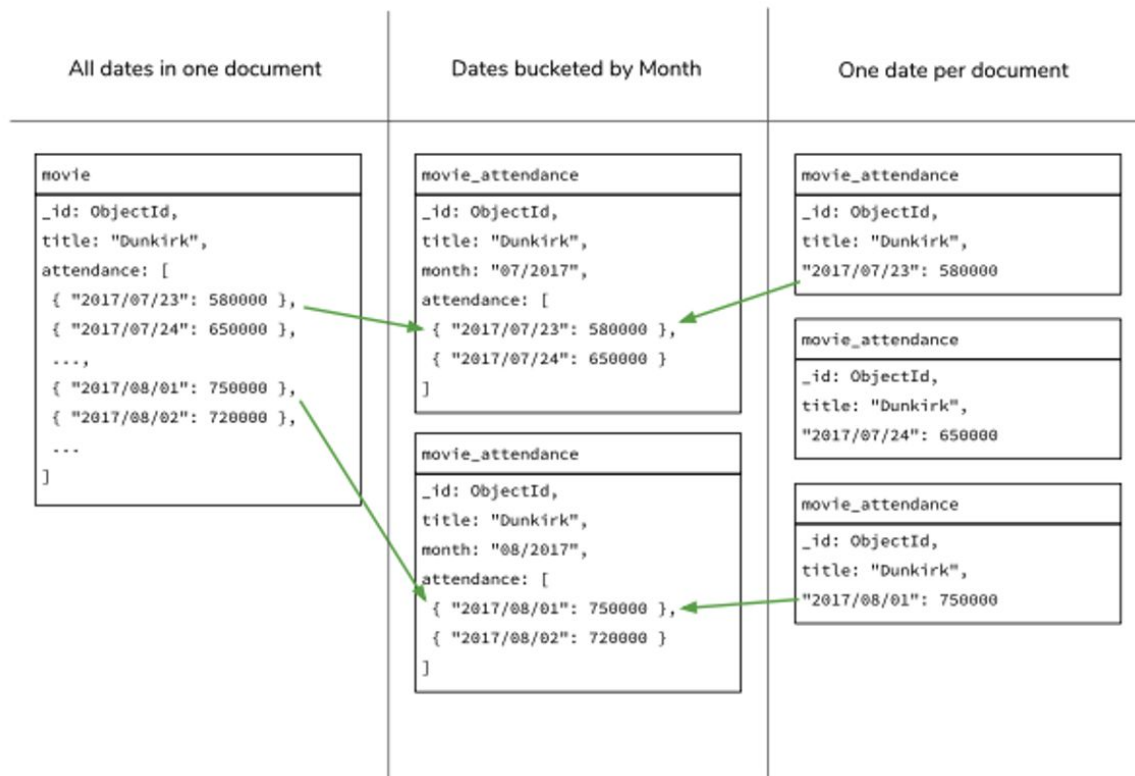 All dates in one document
movie
_id: ObjectId,
title: "Dunkirk",
attendance: [
{ "2017/07/23": 580000 },
{ "2017/07/24": 650000 },
...,
{ "2017/08/01": 750000 },
{ "2017/08/02": 720000 },
...
]
Dates bucketed by Month
movie_attendance
_id: ObjectId,
title: "Dunkirk",
month: "07/2017",
attendance: [
{ "2017/07/23": 580000 },
{ "2017/07/24": 650000 }
]
movie_attendance
_id: ObjectId,
title: "Dunkirk",
month: "08/2017",
attendance: [
{ "2017/08/01": 750000 },
{ "2017/08/02": 720000 }
]
One date per document
movie_attendance
_id: ObjectId,
title: "Dunkirk",
"2017/07/23": 580000
movie_attendance
_id: ObjectId,
title: "Dunkirk",
"2017/07/24": 650000
movie_attendance
_id: ObjectId,
title: "Dunkirk",
"2017/08/01": 750000